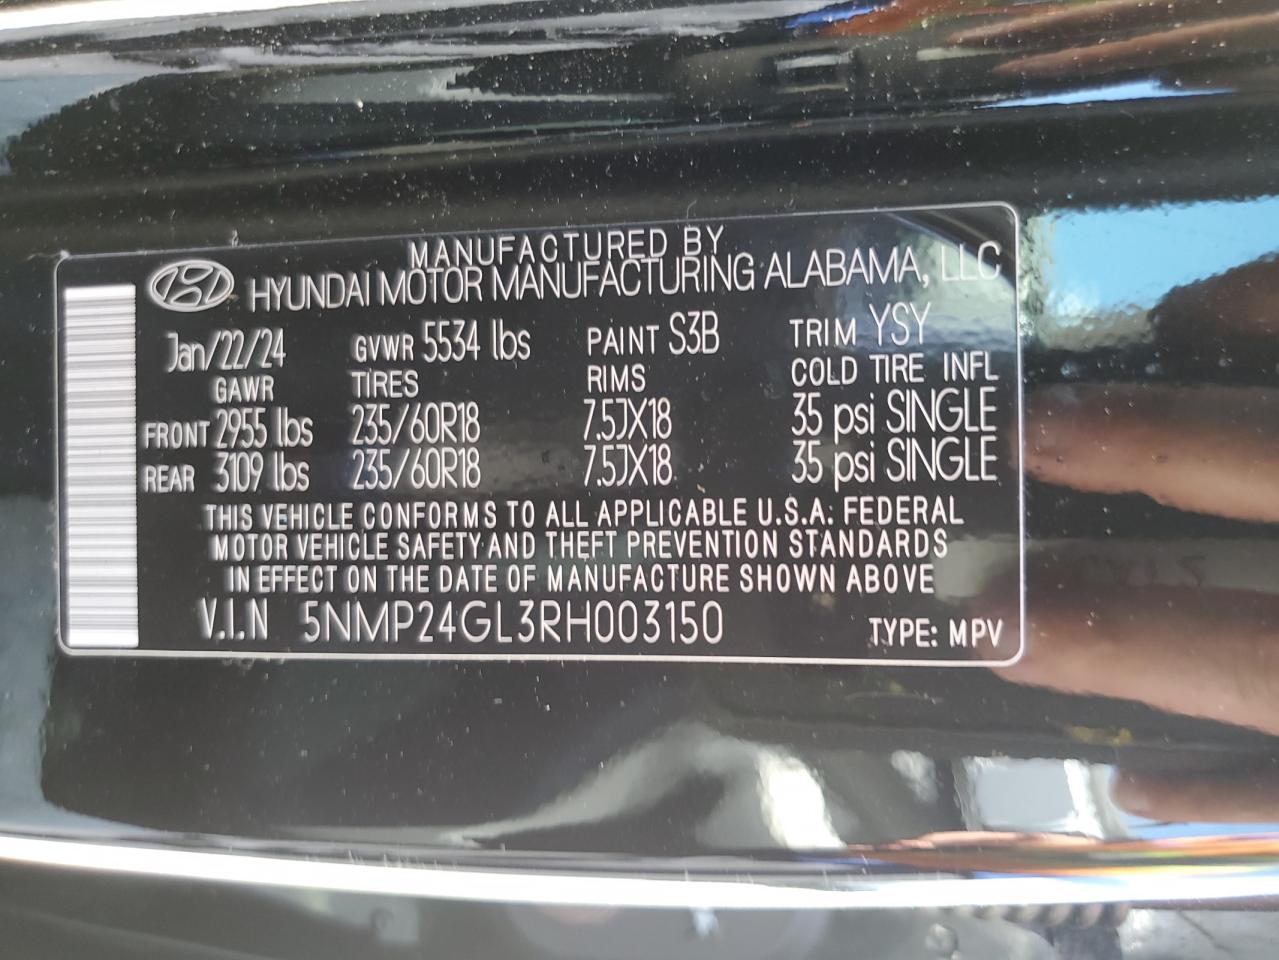 MANUFACTURED BY
HYUNDAI MOTOR MANUFACTURING ALABAMA, LLC
Jan/22/24 GVWR 5534 lbs PAINT S3B TRIM YSY
GAWR TIRES RIMS COLD TIRE INFL
FRONT 2955 lbs 235/60R18 7.5JX18 35 psi SINGLE
REAR 3109 lbs 235/60R18 7.5JX18 35 psi SINGLE
THIS VEHICLE CONFORMS TO ALL APPLICABLE U.S.A. FEDERAL
MOTOR VEHICLE SAFETY AND THEFT PREVENTION STANDARDS
IN EFFECT ON THE DATE OF MANUFACTURE SHOWN ABOVE
V.I.N 5NMP24GL3RH003150 TYPE: MPV